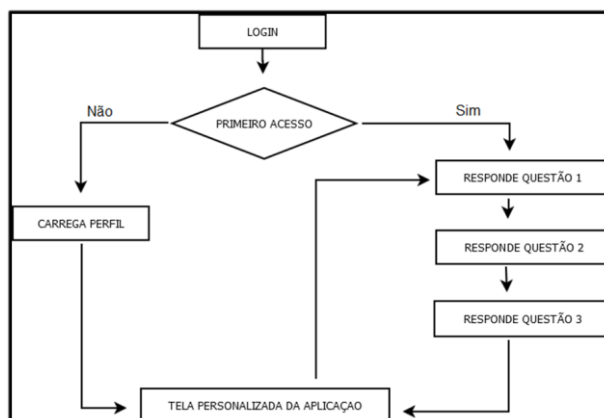 LOGIN
Não
Sim
PRIMEIRO ACESSO
RESPONDE QUESTÃO 1
CARREGA PERFIL
RESPONDE QUESTÃO 2
RESPONDE QUESTÃO 3
TELA PERSONALIZADA DA APLICAÇAO